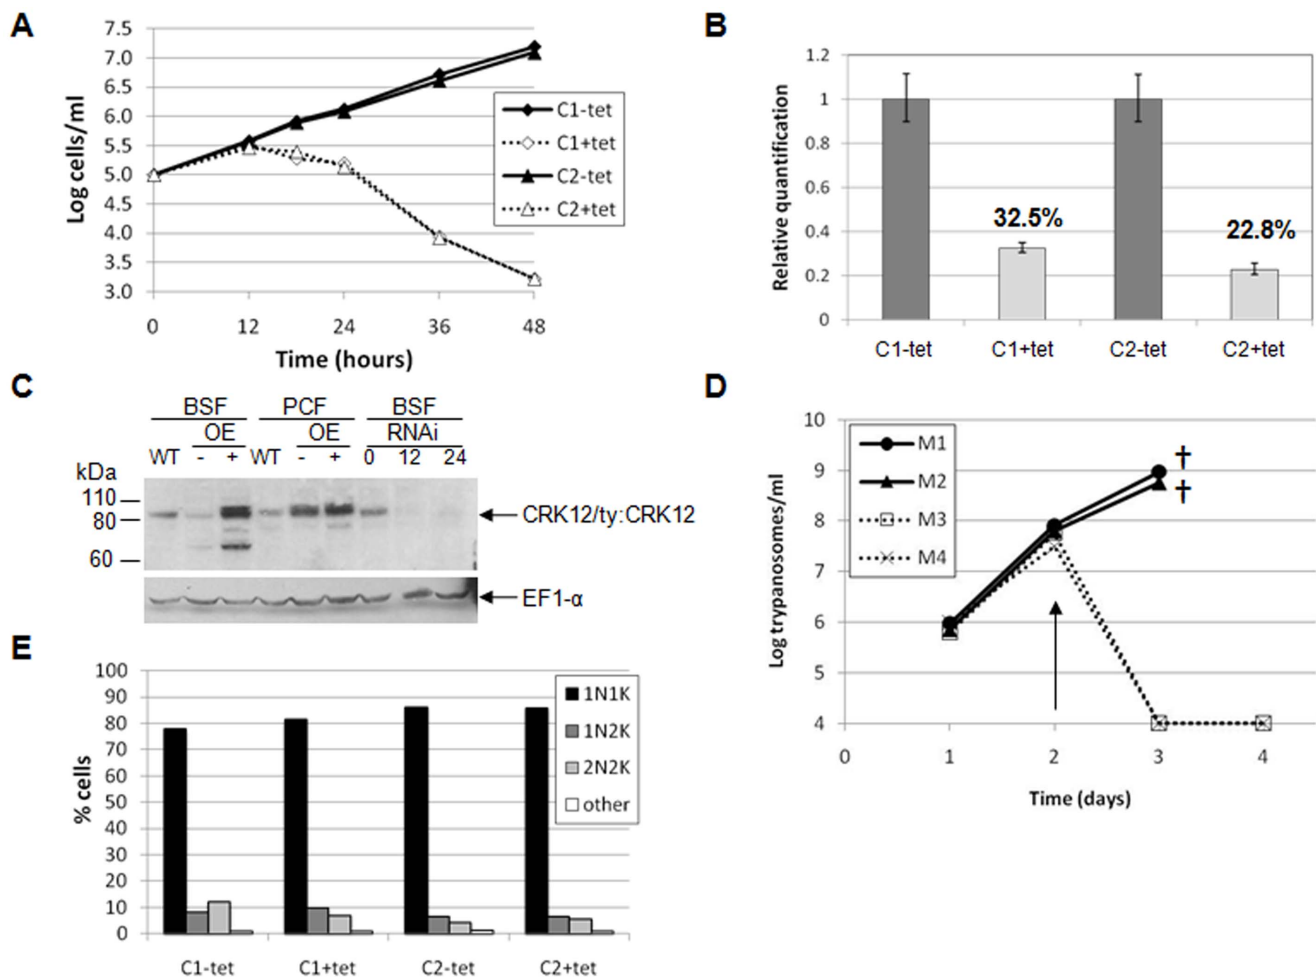 A
7.5
7.0
6.5
6.0
5.5
5.0
4.5
4.0
3.5
3.0
Log cells/ml
0 12 24 36 48
Time (hours)
C1-tet
C1+tet
C2-tet
C2+tet
B
1.2
1
0.8
0.6
0.4
0.2
0
Relative quantification
32.5%
22.8%
C1-tet C1+tet C2-tet C2+tet
C
BSF PCF BSF
OE OE RNAi
WT - + WT - + 0 12 24
kDa
110
80
60
CRK12/ty:CRK12
EF1-α
D
10
9
8
7
6
5
4
Log trypanosomes/ml
M1
M2
M3
M4
†
†
0 1 2 3 4
Time (days)
E
100
90
80
70
60
50
40
30
20
10
0
% cells
1N1K
1N2K
2N2K
other
C1-tet C1+tet C2-tet C2+tet